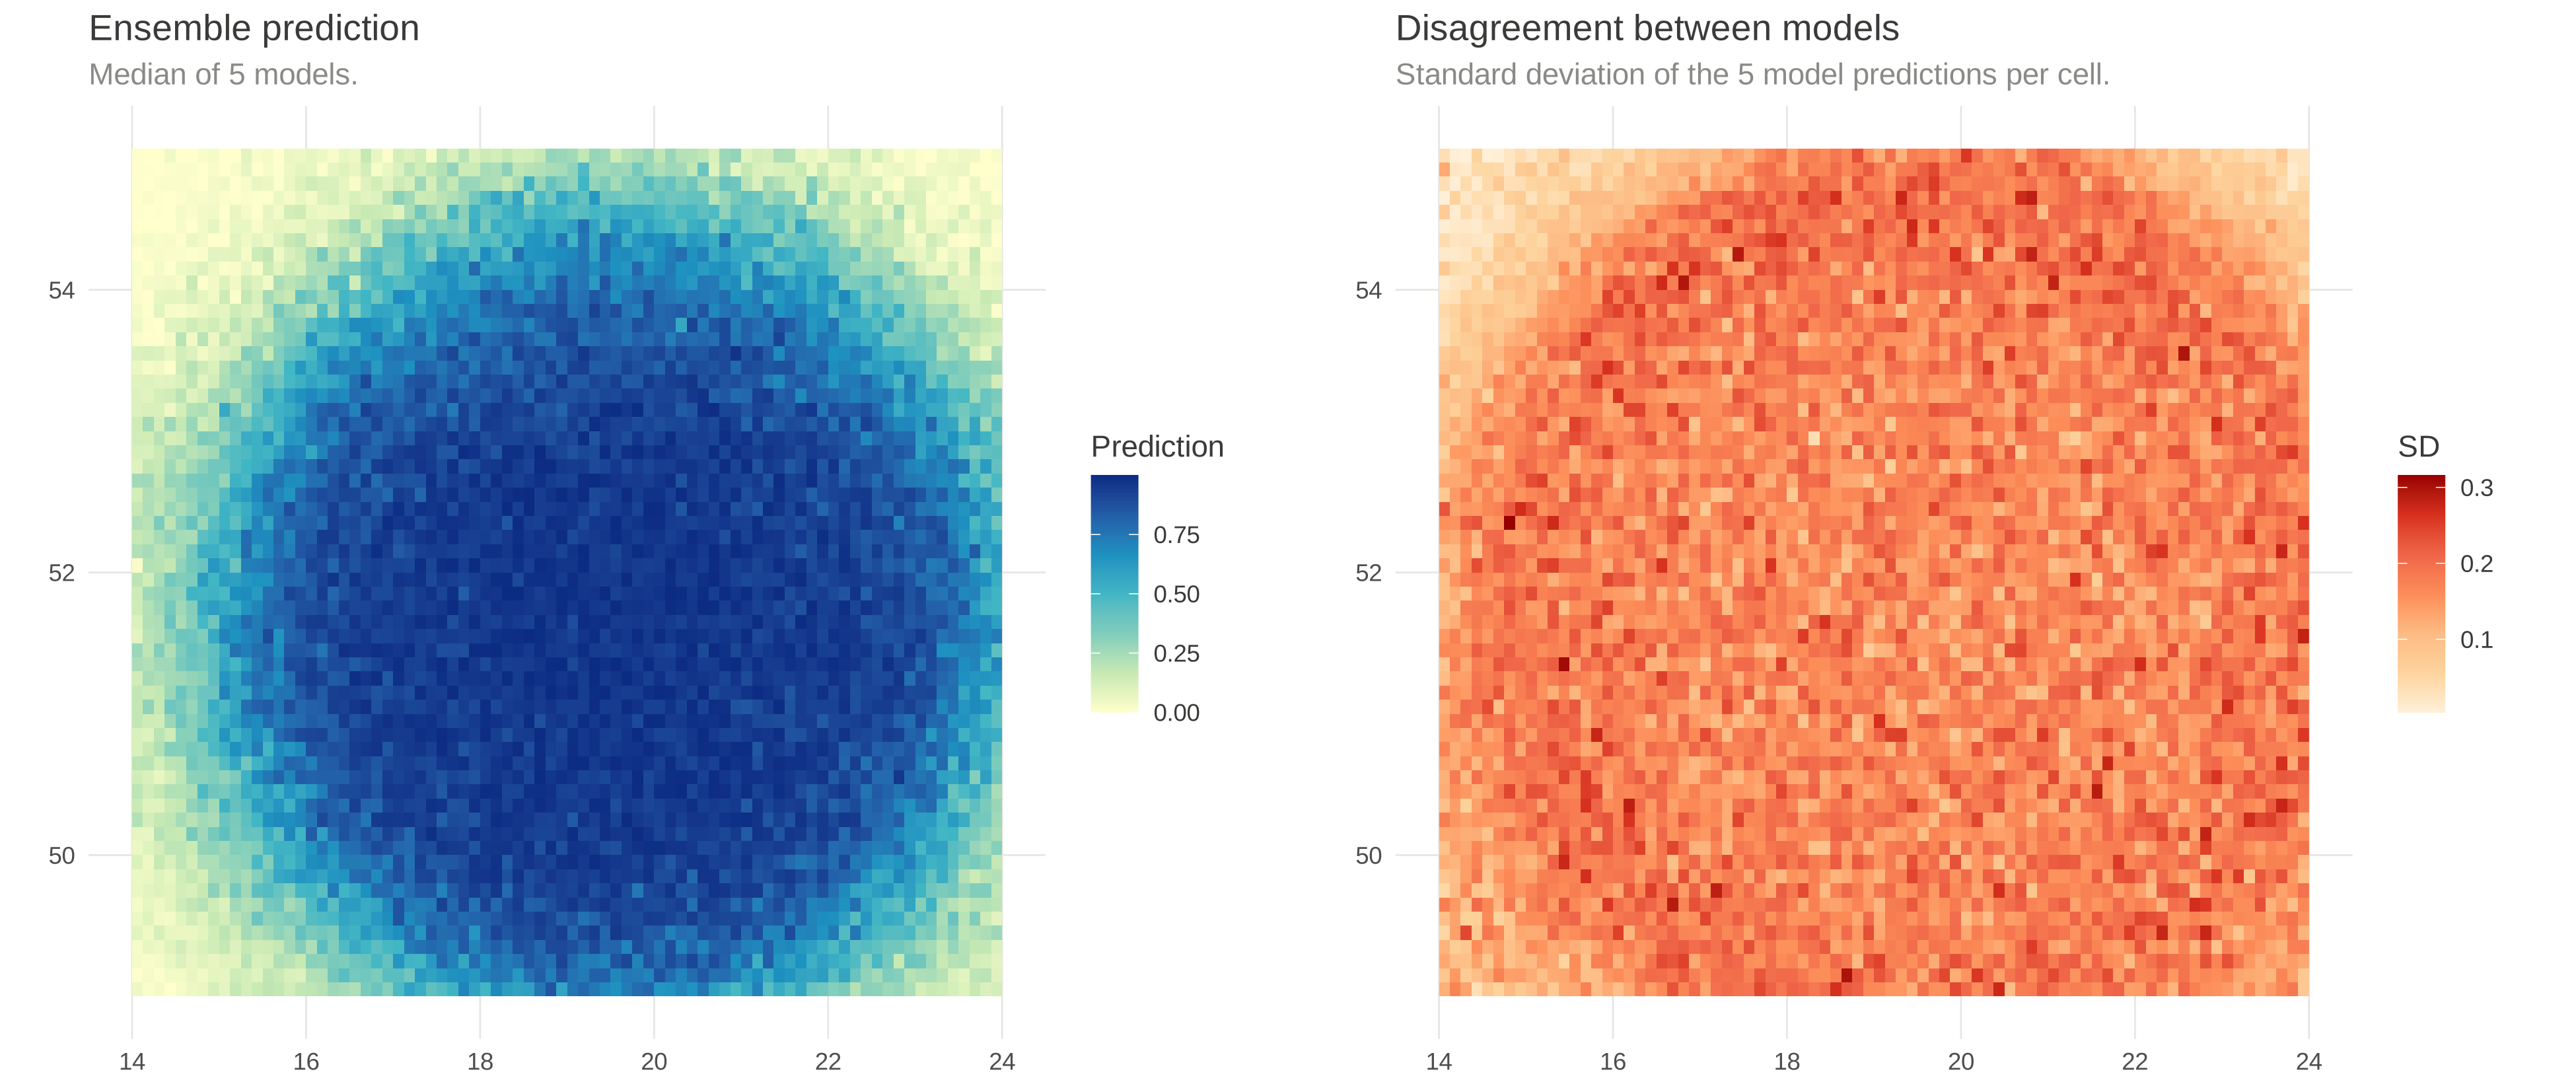 Ensemble prediction
Median of 5 models.
54
52
50
14 16 18 20 22 24
Prediction
0.75
0.50
0.25
0.00
Disagreement between models
Standard deviation of the 5 model predictions per cell.
54
52
50
14 16 18 20 22 24
SD
0.3
0.2
0.1